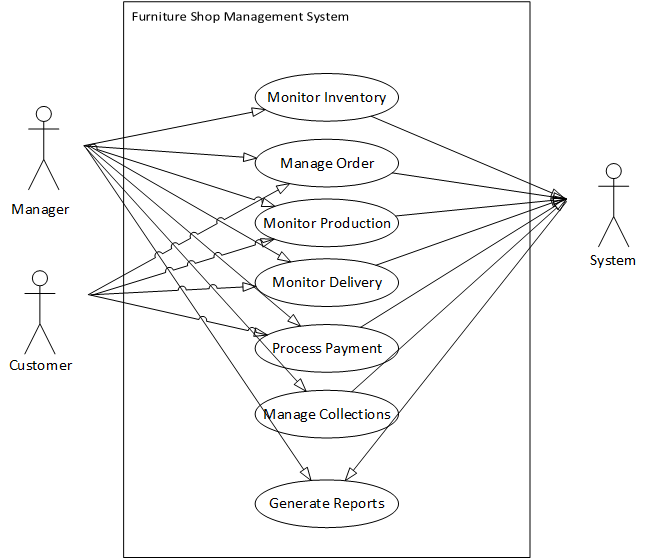 Furniture Shop Management System
Monitor Inventory
Manage Order
Manager
Monitor Production
System
Monitor Delivery
Customer
Process Payment
Manage Collections
Generate Reports